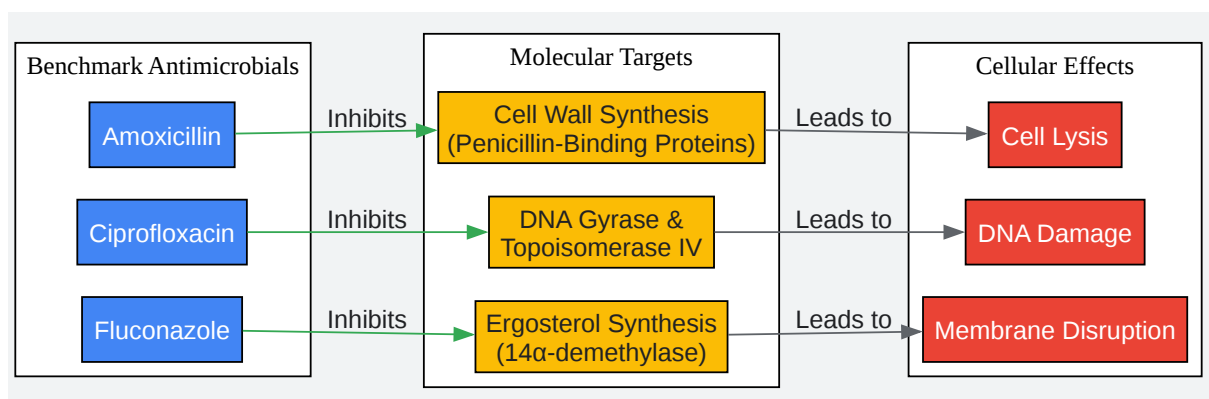 Benchmark Antimicrobials
Molecular Targets
Cellular Effects
Amoxicillin
Inhibits
Cell Wall Synthesis
(Penicillin-Binding Proteins)
Leads to
Cell Lysis
Ciprofloxacin
Inhibits
DNA Gyrase &
Topoisomerase IV
Leads to
DNA Damage
Fluconazole
Inhibits
Ergosterol Synthesis
(14α-demethylase)
Leads to
Membrane Disruption